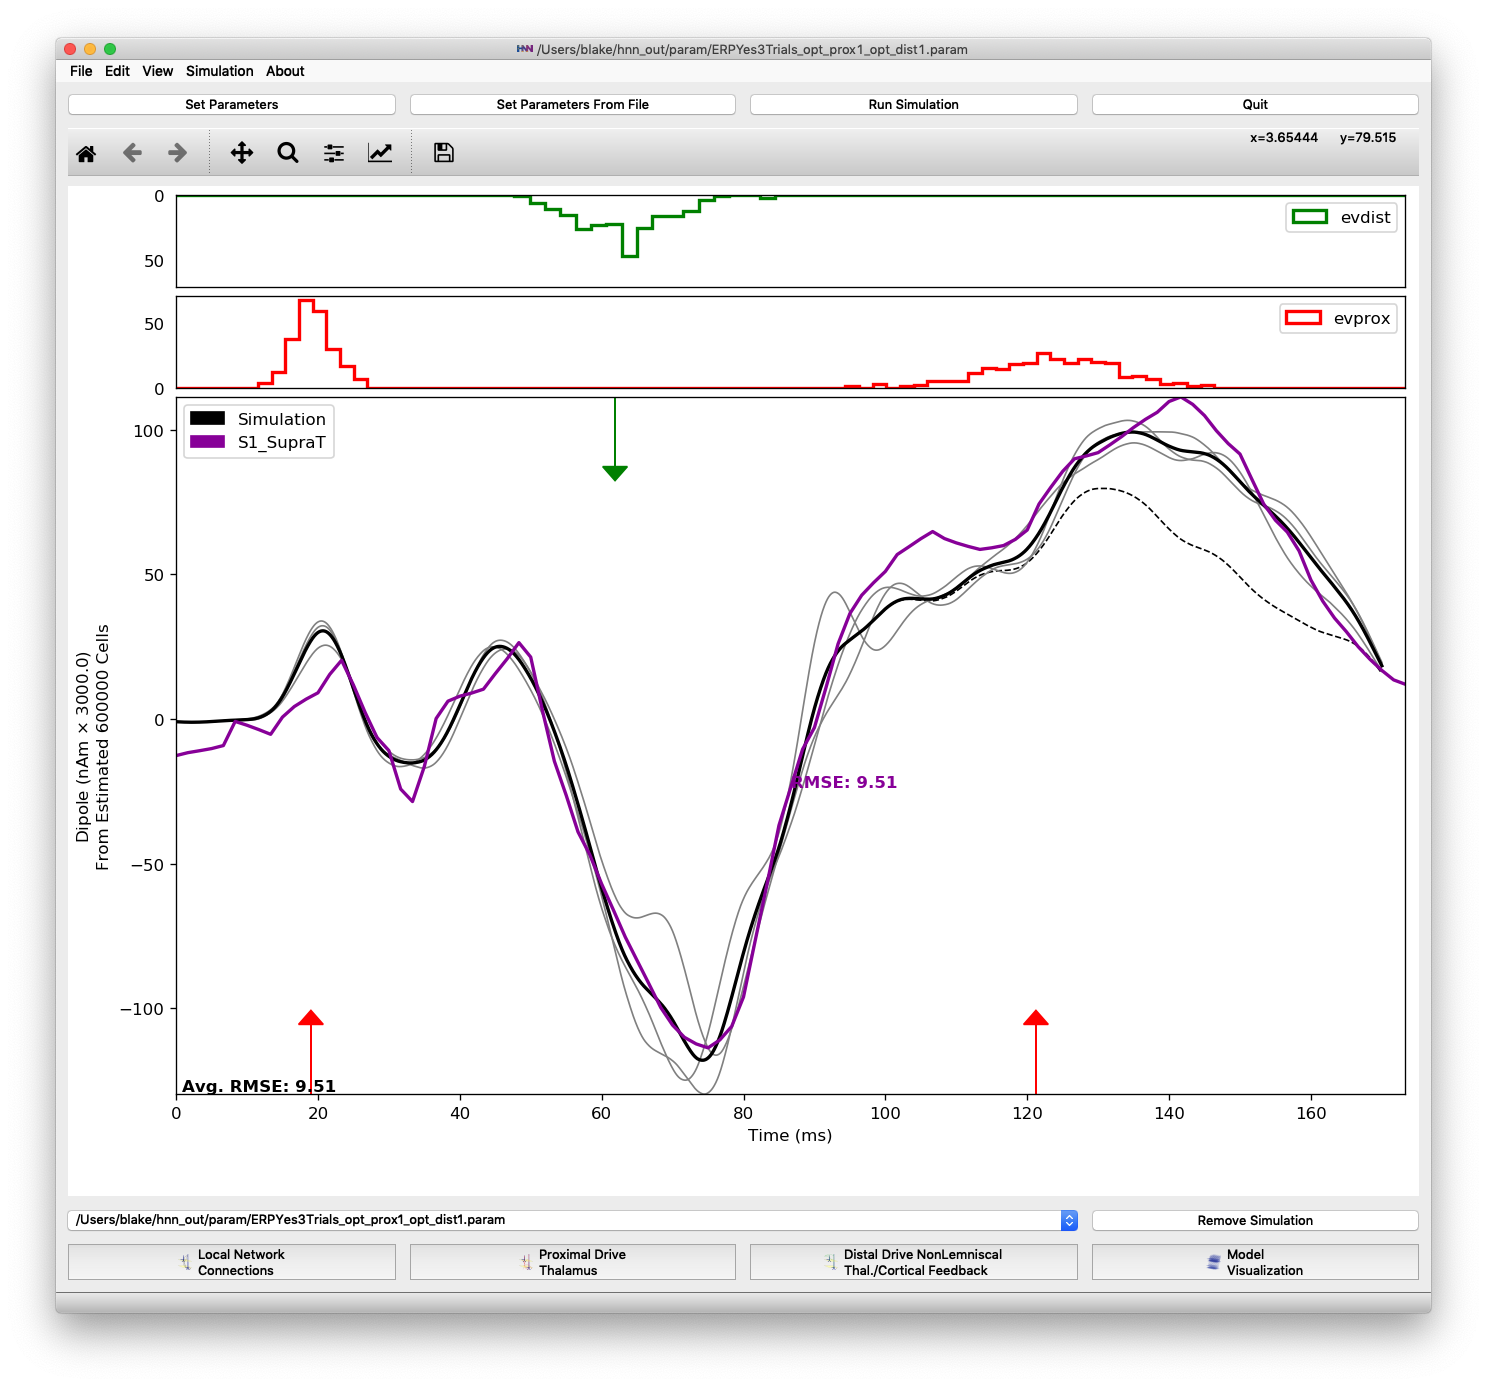 HNN /Users/blake/hnn_out/param/ERPYes3Trials_opt_prox1_opt_dist1.param
File Edit View Simulation About
Set Parameters Set Parameters From File Run Simulation Quit
x=3.65444 y=79.515
0
50
evdist
50
0
evprox
Simulation
S1_SupraT
100
50
0
−50
−100
Dipole (nAm × 3000.0)
From Estimated 600000 Cells
RMSE: 9.51
Avg. RMSE: 9.51
0 20 40 60 80 100 120 140 160
Time (ms)
/Users/blake/hnn_out/param/ERPYes3Trials_opt_prox1_opt_dist1.param
Remove Simulation
Local Network
Connections
Proximal Drive
Thalamus
Distal Drive NonLemniscal
Thal./Cortical Feedback
Model
Visualization